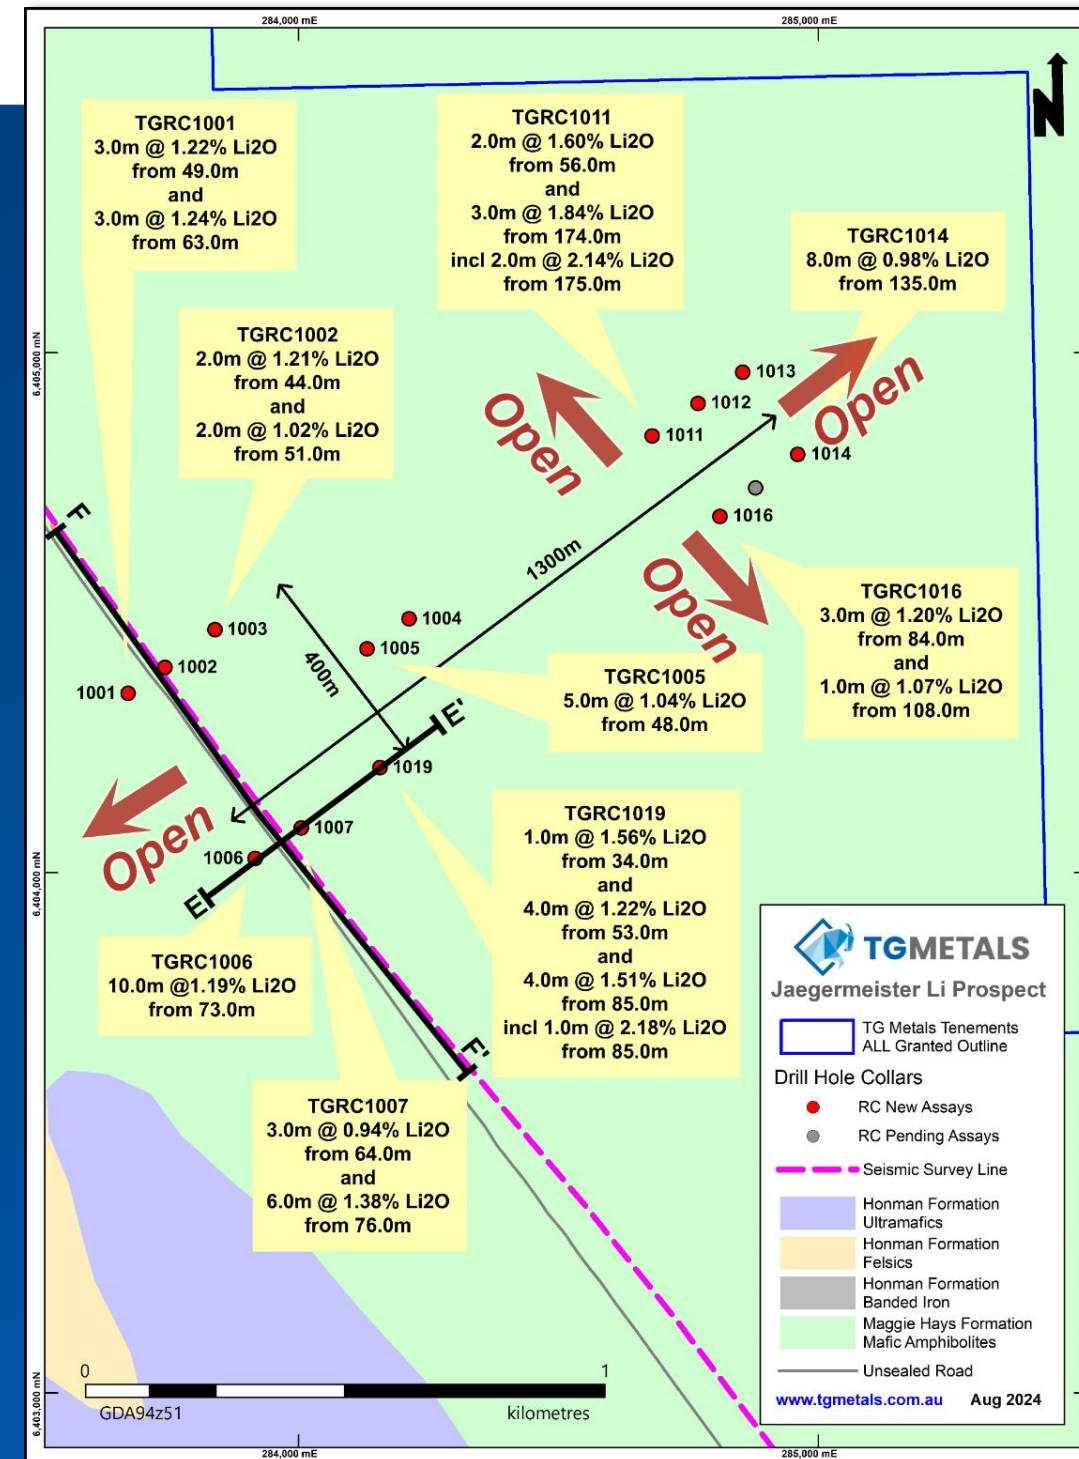 284,000 mE
285,000 mE
N
TGRC1001
3.0m @ 1.22% Li2O
from 49.0m
and
3.0m @ 1.24% Li2O
from 63.0m
TGRC1011
2.0m @ 1.60% Li2O
from 56.0m
and
3.0m @ 1.84% Li2O
from 174.0m
incl 2.0m @ 2.14% Li2O
from 175.0m
TGRC1014
8.0m @ 0.98% Li2O
from 135.0m
TGRC1002
2.0m @ 1.21% Li2O
from 44.0m
and
2.0m @ 1.02% Li2O
from 51.0m
6,405,000 mN
1013
1012
1011
1014
1016
Open
Open
Open
1300m
F
1003
1002
1001
1004
1005
400m
TGRC1016
3.0m @ 1.20% Li2O
from 84.0m
and
1.0m @ 1.07% Li2O
from 108.0m
TGRC1005
5.0m @ 1.04% Li2O
from 48.0m
E'
1019
1007
1006
Open
E
6,404,000 mN
TGRC1019
1.0m @ 1.56% Li2O
from 34.0m
and
4.0m @ 1.22% Li2O
from 53.0m
and
4.0m @ 1.51% Li2O
from 85.0m
incl 1.0m @ 2.18% Li2O
from 85.0m
TGRC1006
10.0m @1.19% Li2O
from 73.0m
F'
TGRC1007
3.0m @ 0.94% Li2O
from 64.0m
and
6.0m @ 1.38% Li2O
from 76.0m
TGMETALS
Jaegermeister Li Prospect
TG Metals Tenements
ALL Granted Outline
Drill Hole Collars
RC New Assays
RC Pending Assays
Seismic Survey Line
Honman Formation
Ultramafics
Honman Formation
Felsics
Honman Formation
Banded Iron
Maggie Hays Formation
Mafic Amphibolites
Unsealed Road
www.tgmetals.com.au Aug 2024
0 1
GDA94z51 kilometres
6,403,000 mN
284,000 mE
285,000 mE